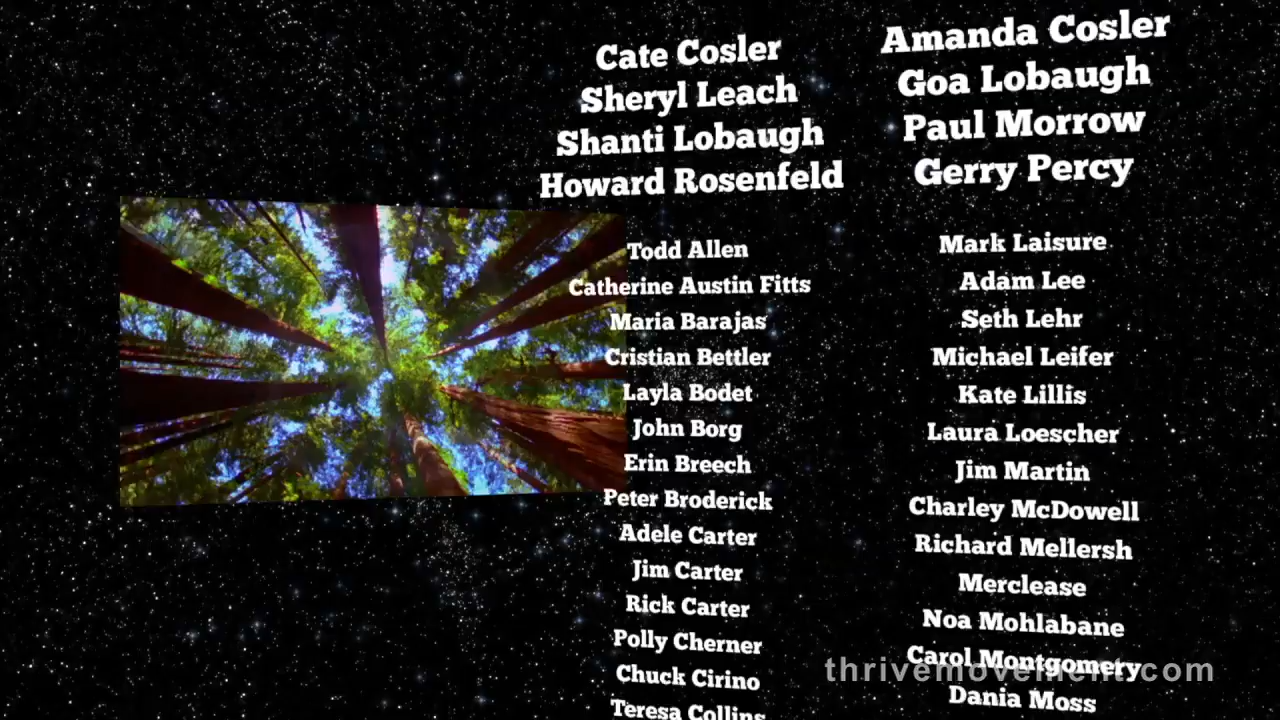 Cate Cosler
Sheryl Leach
Shanti Lobaugh
Howard Rosenfeld
Todd Allen
Catherine Austin Fitts
Maria Barajas
Cristian Bettler
Layla Bodet
John Borg
Erin Breech
Peter Broderick
Adele Carter
Jim Carter
Rick Carter
Polly Cherner
Chuck Cirino
Teresa Collins
Amanda Cosler
Goa Lobaugh
Paul Morrow
Gerry Percy
Mark Laisure
Adam Lee
Seth Lehr
Michael Leifer
Kate Lillis
Laura Loescher
Jim Martin
Charley McDowell
Richard Mellersh
Merclease
Noa Mohlabane
Carol Montgomery
Dania Moss
thrivemovement.com